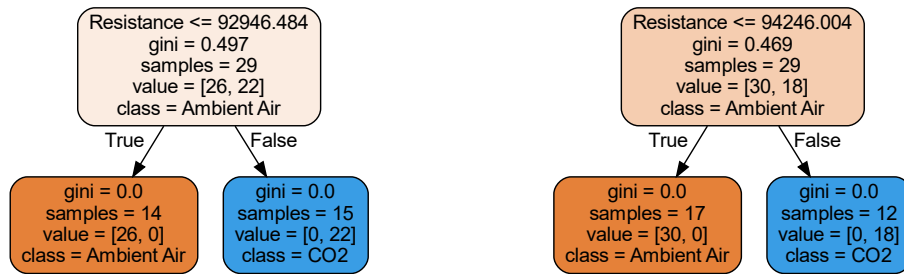 Resistance <= 92946.484
gini = 0.497
samples = 29
value = [26, 22]
class = Ambient Air
True
False
gini = 0.0
samples = 14
value = [26, 0]
class = Ambient Air
gini = 0.0
samples = 15
value = [0, 22]
class = CO2
Resistance <= 94246.004
gini = 0.469
samples = 29
value = [30, 18]
class = Ambient Air
True
False
gini = 0.0
samples = 17
value = [30, 0]
class = Ambient Air
gini = 0.0
samples = 12
value = [0, 18]
class = CO2